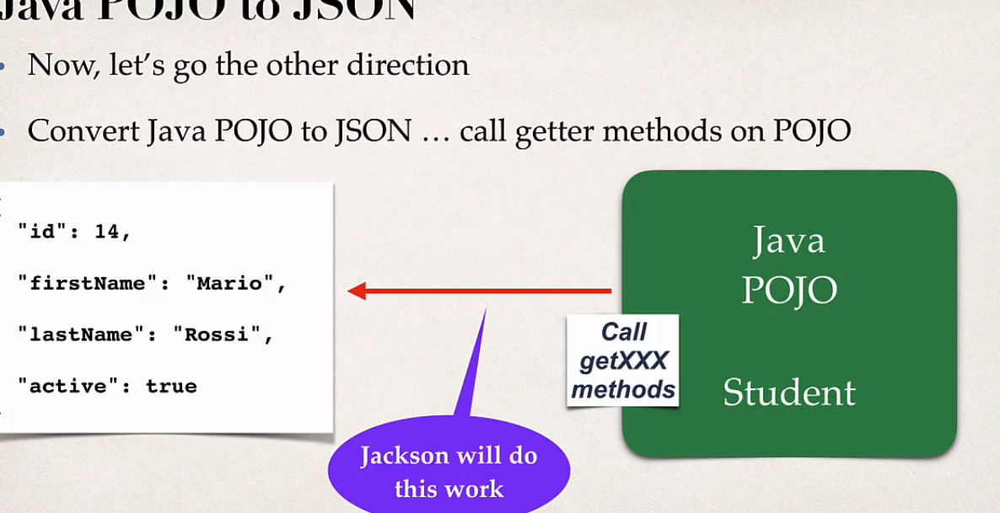 Java POJO to JSON
Now, let's go the other direction
Convert Java POJO to JSON … call getter methods on POJO
"id": 14,
"firstName": "Mario",
"lastName": "Rossi",
"active": true
Java
POJO
Student
Call
getXXX
methods
Jackson will do
this work